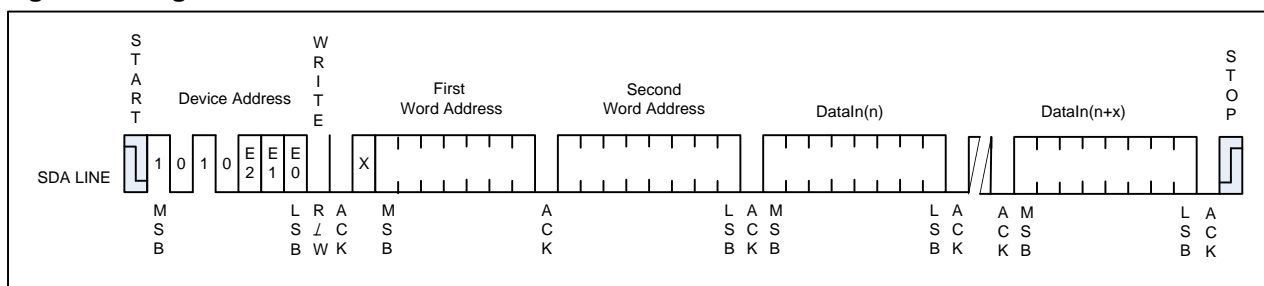 START
WRITE
STOP
Device Address
First
Word Address
Second
Word Address
DataIn(n)
DataIn(n+x)
SDA LINE
1 0 1 0 E2 E1 E0 X
MSB
LSB
R/W
ACK
MSB
ACK
LSB
ACK
MSB
LSB
ACK
ACK
MSB
LSB
ACK